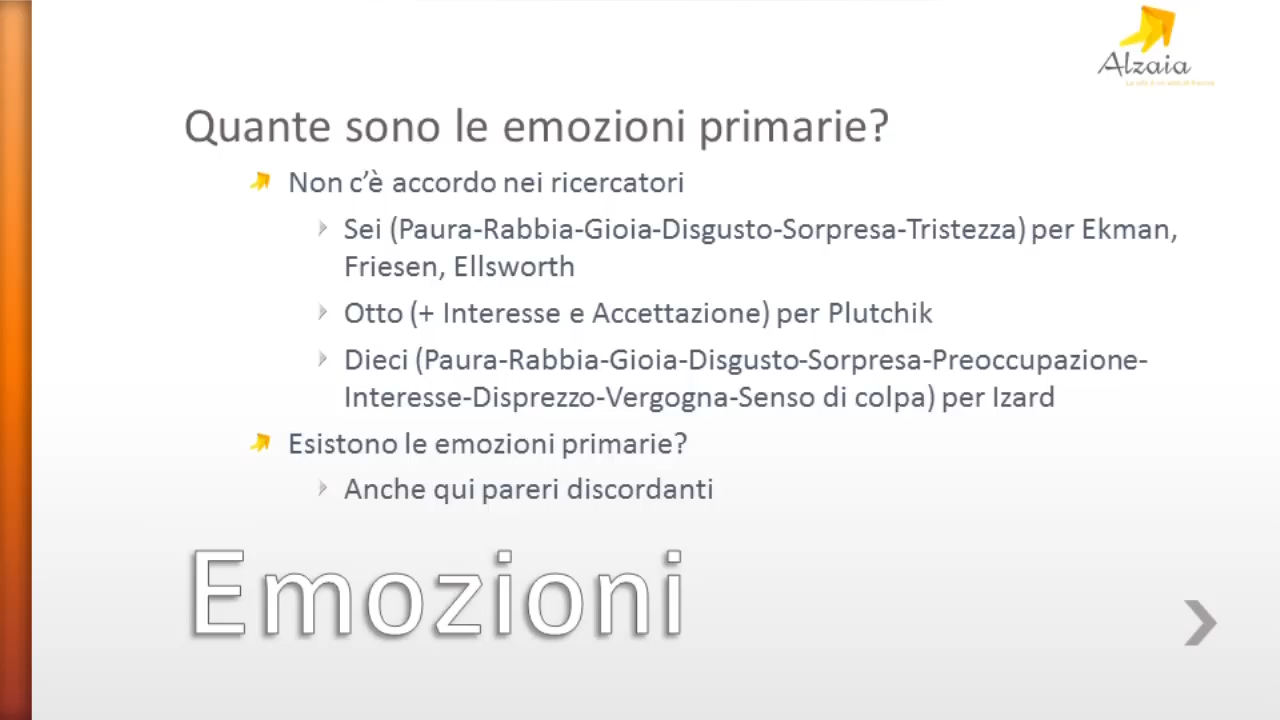 Alzaia
Quante sono le emozioni primarie?
Non c'è accordo nei ricercatori
Sei (Paura-Rabbia-Gioia-Disgusto-Sorpresa-Tristezza) per Ekman,
Friesen, Ellsworth
Otto (+ Interesse e Accettazione) per Plutchik
Dieci (Paura-Rabbia-Gioia-Disgusto-Sorpresa-Preoccupazione-
Interesse-Disprezzo-Vergogna-Senso di colpa) per Izard
Esistono le emozioni primarie?
Anche qui pareri discordanti
Emozioni